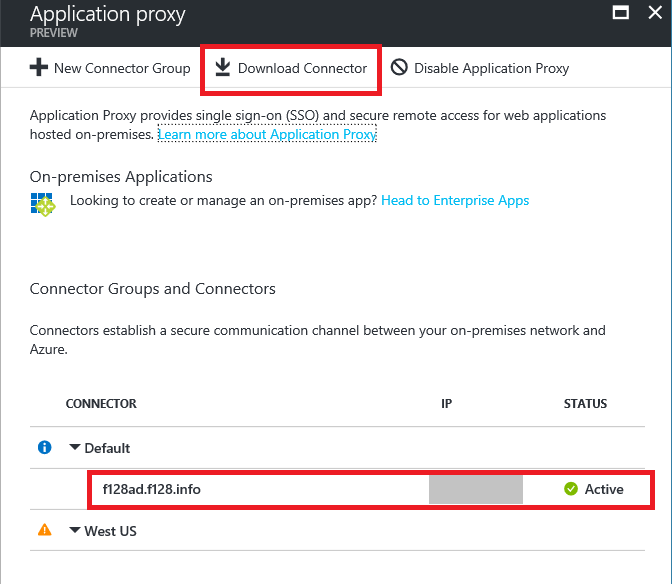 Application proxy
PREVIEW
New Connector Group
Download Connector
Disable Application Proxy
Application Proxy provides single sign-on (SSO) and secure remote access for web applications
hosted on-premises. Learn more about Application Proxy
On-premises Applications
Looking to create or manage an on-premises app? Head to Enterprise Apps
Connector Groups and Connectors
Connectors establish a secure communication channel between your on-premises network and
Azure.
CONNECTOR IP STATUS
Default
f128ad.f128.info Active
West US